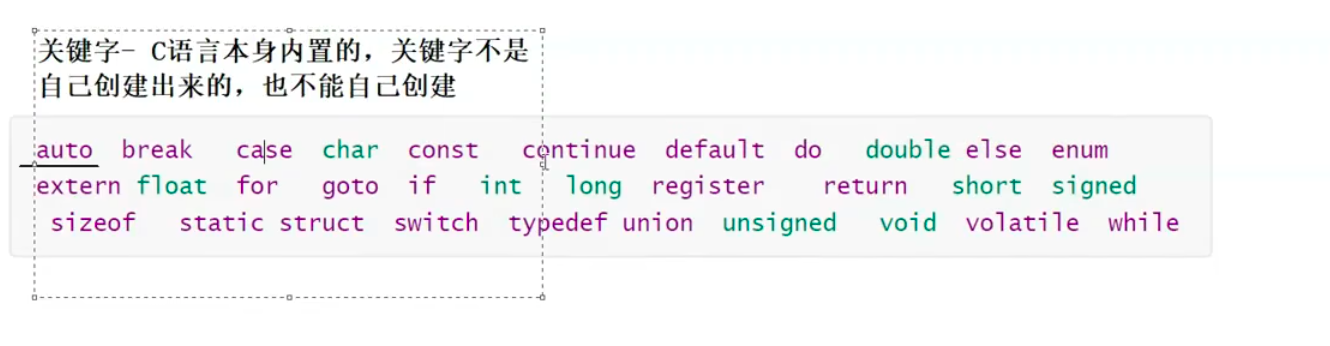 关键字- C语言本身内置的，关键字不是
自己创建出来的，也不能自己创建
auto break case char const continue default do double else enum
extern float for goto if int long register return short signed
sizeof static struct switch typedef union unsigned void volatile while